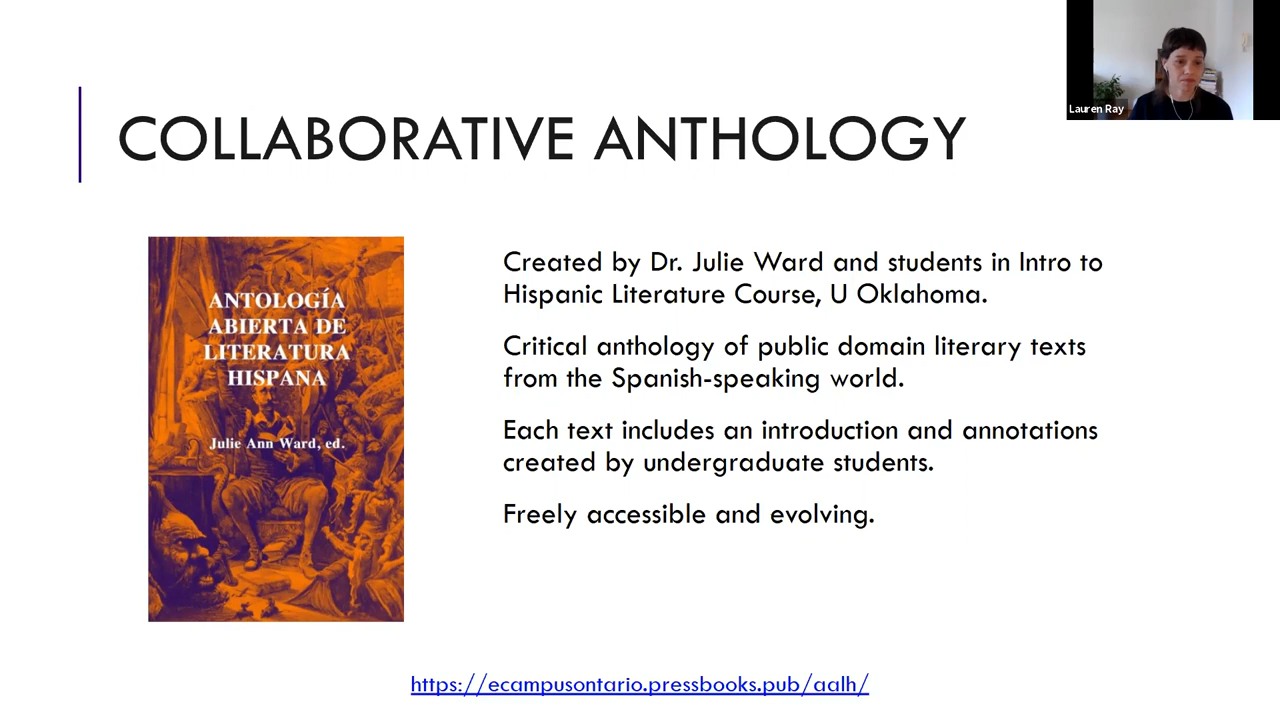 Lauren Ray
COLLABORATIVE ANTHOLOGY
ANTOLOGÍA
ABIERTA DE
LITERATURA
HISPANA
Julie Ann Ward, ed.
Created by Dr. Julie Ward and students in Intro to
Hispanic Literature Course, U Oklahoma.
Critical anthology of public domain literary texts
from the Spanish-speaking world.
Each text includes an introduction and annotations
created by undergraduate students.
Freely accessible and evolving.
https://ecampusontario.pressbooks.pub/aalh/